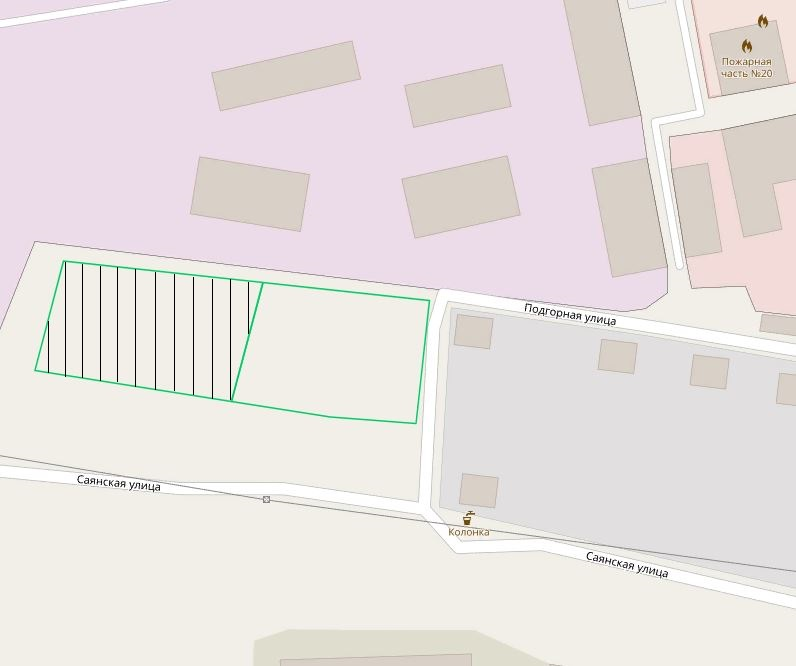 Пожарная
часть №20
Подгорная улица
Саянская улица
Колонка
Саянская улица